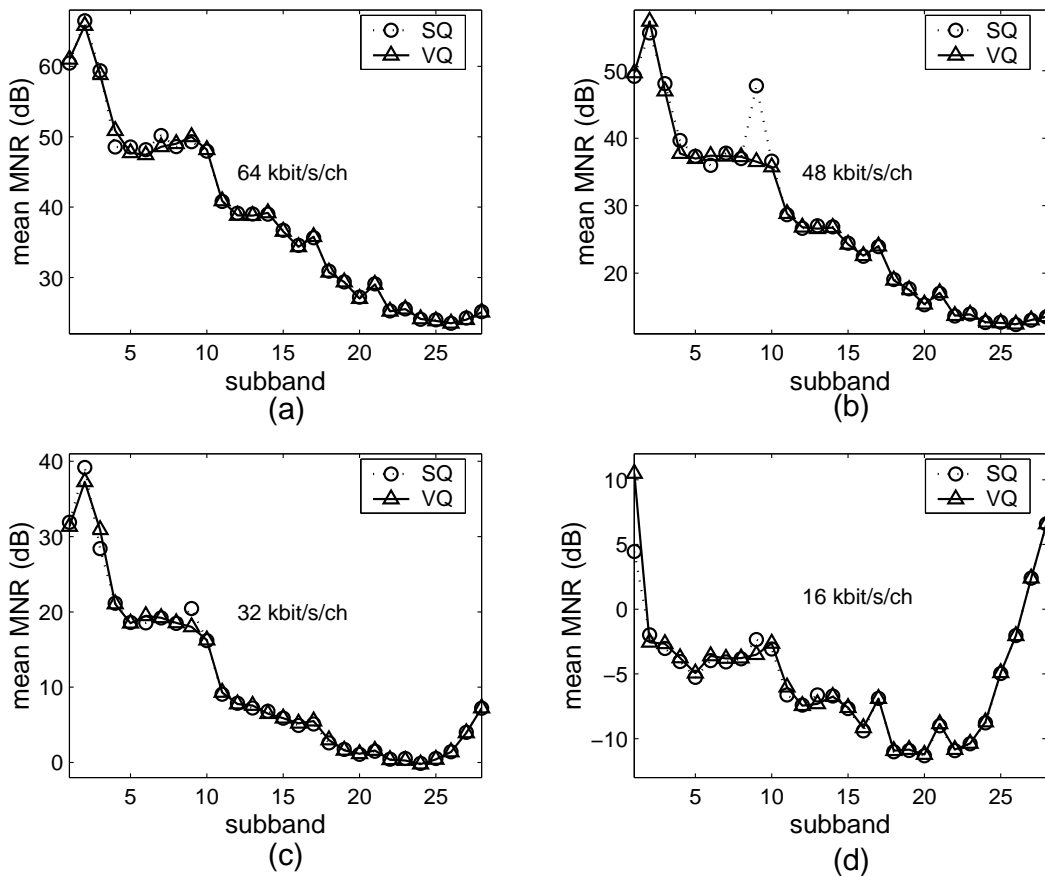 SQ
VQ
mean MNR (dB)
60
50
40
30
64 kbit/s/ch
5 10 15 20 25
subband
(a)
SQ
VQ
mean MNR (dB)
50
40
30
20
48 kbit/s/ch
5 10 15 20 25
subband
(b)
SQ
VQ
mean MNR (dB)
40
30
20
10
0
32 kbit/s/ch
5 10 15 20 25
subband
(c)
SQ
VQ
mean MNR (dB)
10
5
0
−5
−10
16 kbit/s/ch
5 10 15 20 25
subband
(d)